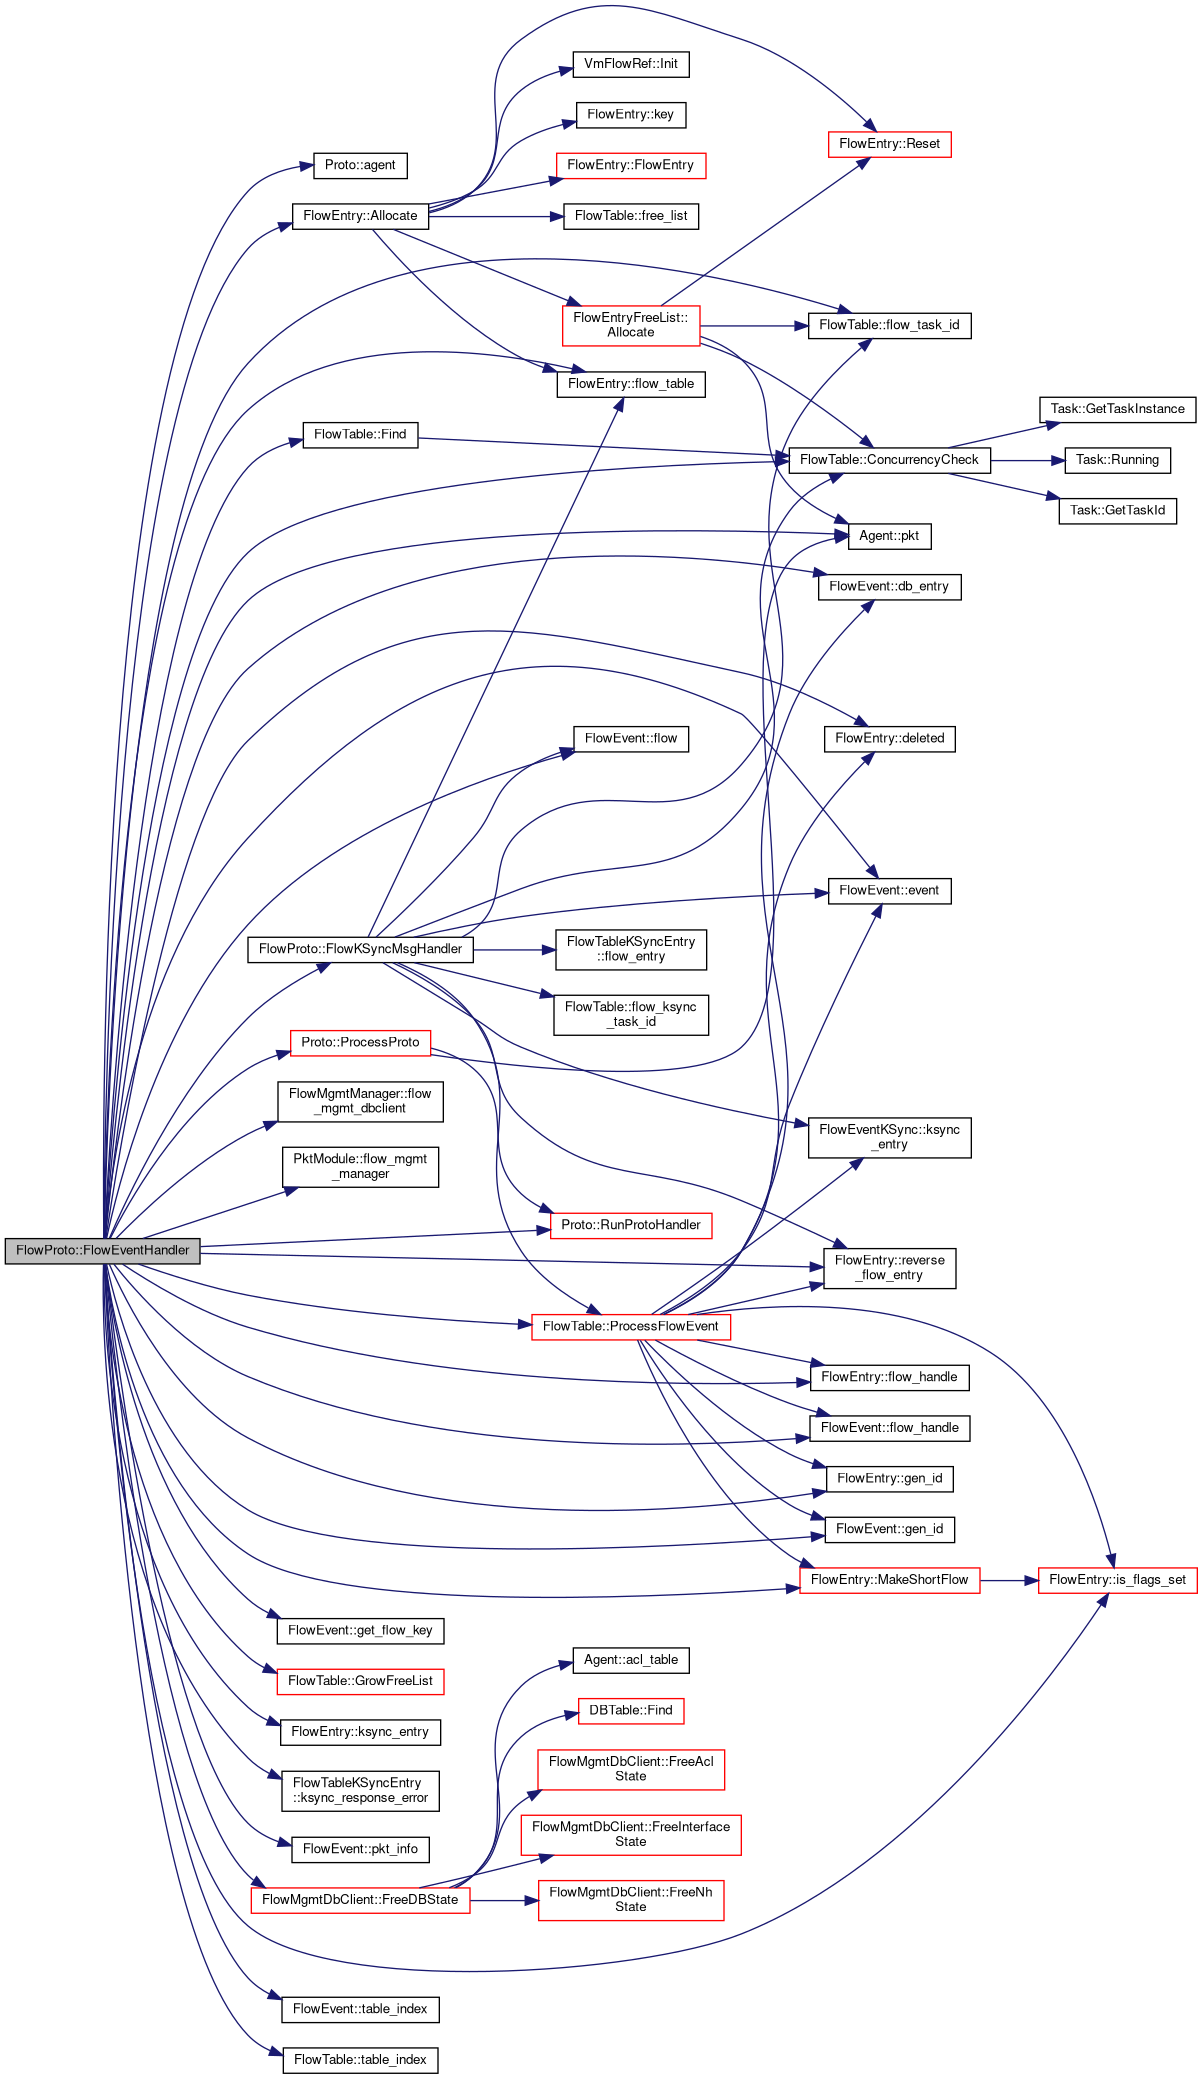 VmFlowRef::Init
FlowEntry::key
FlowEntry::Reset
Proto::agent
FlowEntry::FlowEntry
FlowEntry::Allocate
FlowTable::free_list
FlowEntryFreeList::
Allocate
FlowTable::flow_task_id
FlowEntry::flow_table
Task::GetTaskInstance
FlowTable::Find
FlowTable::ConcurrencyCheck
Task::Running
Task::GetTaskId
Agent::pkt
FlowEvent::db_entry
FlowEvent::flow
FlowEntry::deleted
FlowEvent::event
FlowProto::FlowKSyncMsgHandler
FlowTableKSyncEntry
::flow_entry
FlowTable::flow_ksync
_task_id
Proto::ProcessProto
FlowMgmtManager::flow
_mgmt_dbclient
FlowEventKSync::ksync
_entry
PktModule::flow_mgmt
_manager
Proto::RunProtoHandler
FlowProto::FlowEventHandler
FlowEntry::reverse
_flow_entry
FlowTable::ProcessFlowEvent
FlowEntry::flow_handle
FlowEvent::flow_handle
FlowEntry::gen_id
FlowEvent::gen_id
FlowEntry::MakeShortFlow
FlowEntry::is_flags_set
FlowEvent::get_flow_key
Agent::acl_table
FlowTable::GrowFreeList
DBTable::Find
FlowEntry::ksync_entry
FlowMgmtDbClient::FreeAcl
State
FlowTableKSyncEntry
::ksync_response_error
FlowMgmtDbClient::FreeInterface
State
FlowEvent::pkt_info
FlowMgmtDbClient::FreeDBState
FlowMgmtDbClient::FreeNh
State
FlowEvent::table_index
FlowTable::table_index